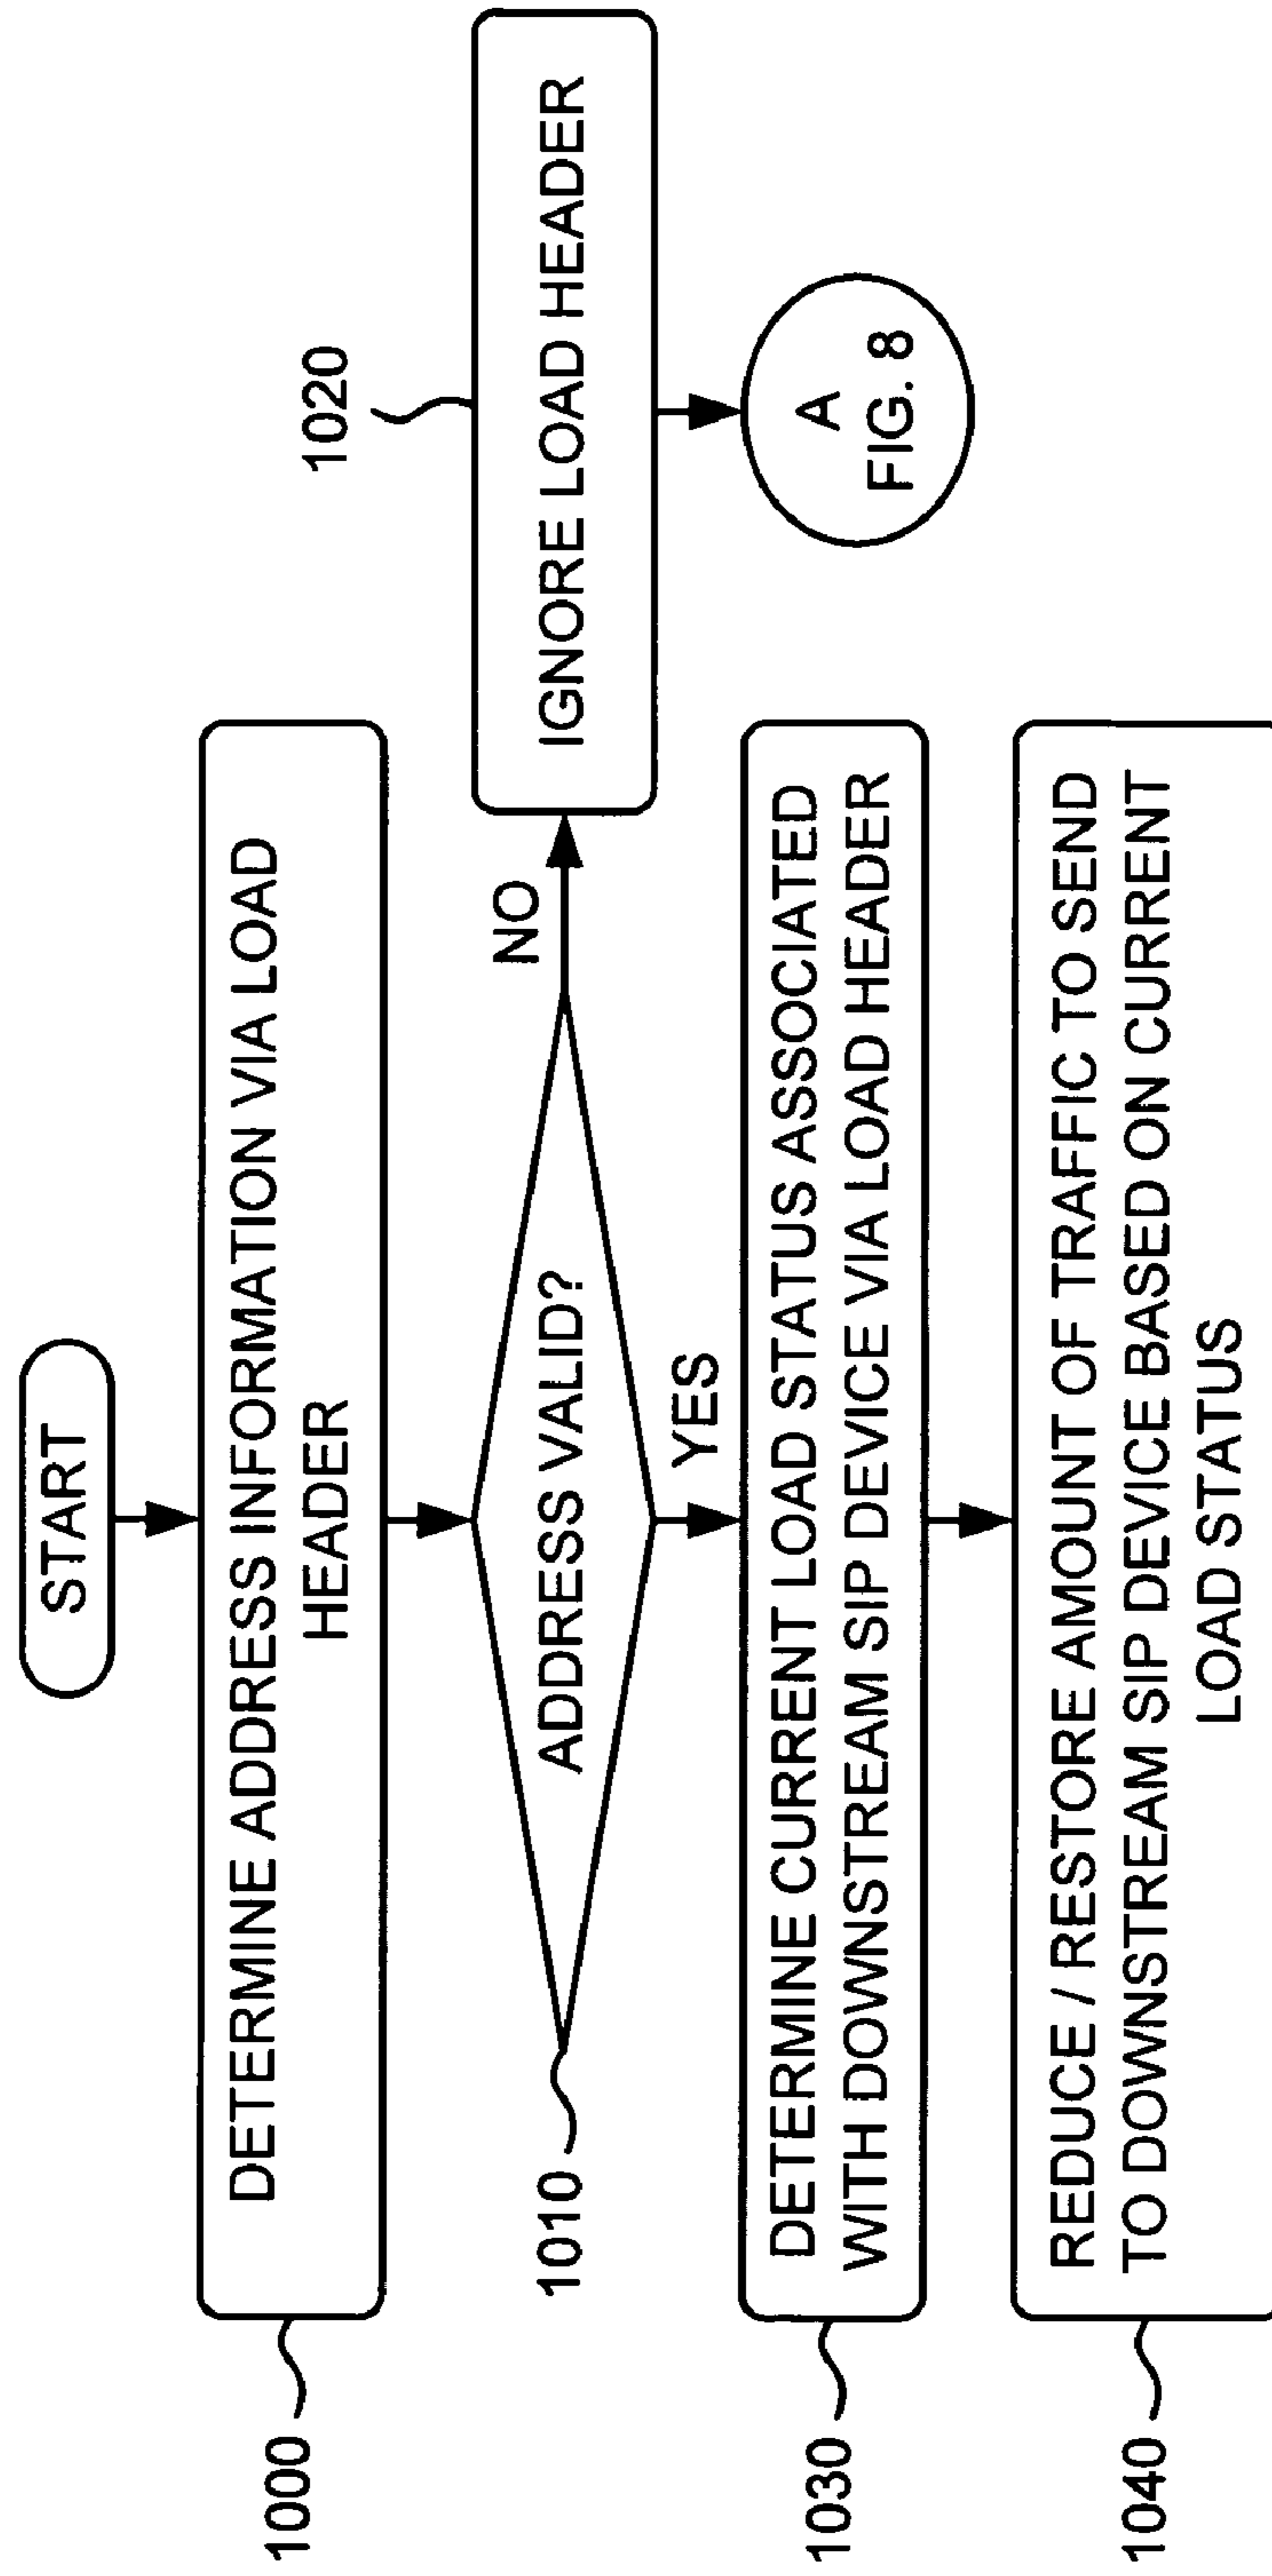 START
1000
DETERMINE ADDRESS INFORMATION VIA LOAD
HEADER
1010
ADDRESS VALID?
NO
1020
IGNORE LOAD HEADER
A
FIG. 8
YES
1030
DETERMINE CURRENT LOAD STATUS ASSOCIATED
WITH DOWNSTREAM SIP DEVICE VIA LOAD HEADER
1040
REDUCE / RESTORE AMOUNT OF TRAFFIC TO SEND
TO DOWNSTREAM SIP DEVICE BASED ON CURRENT
LOAD STATUS